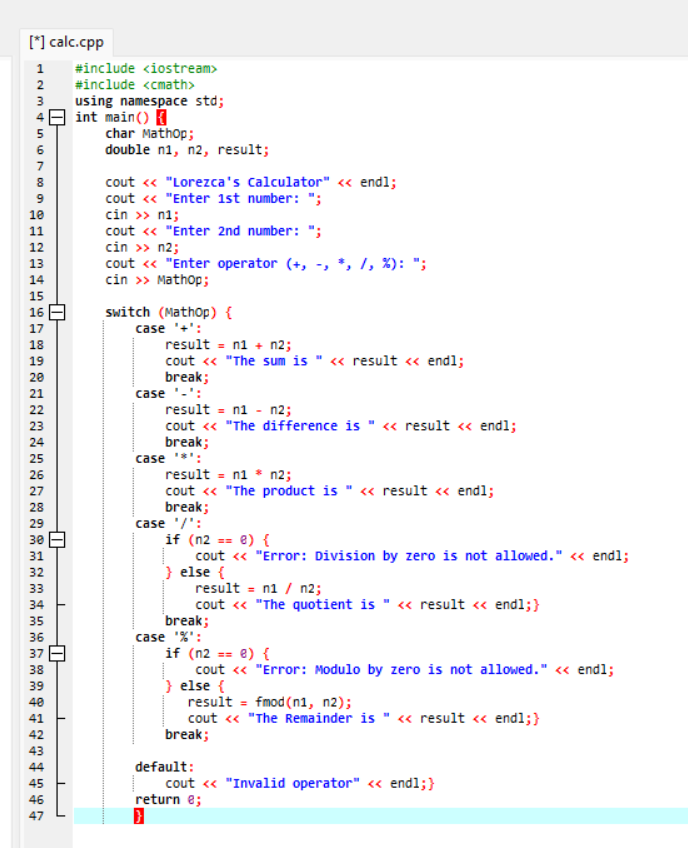 [*] calc.cpp
1 #include <iostream>
2 #include <cmath>
3 using namespace std;
4 int main() {
5 char MathOp;
6 double n1, n2, result;
7
8 cout << "Lorezca's Calculator" << endl;
9 cout << "Enter 1st number: ";
10 cin >> n1;
11 cout << "Enter 2nd number: ";
12 cin >> n2;
13 cout << "Enter operator (+, -, *, /, %): ";
14 cin >> MathOp;
15
16 switch (MathOp) {
17 case '+':
18 result = n1 + n2;
19 cout << "The sum is " << result << endl;
20 break;
21 case '-':
22 result = n1 - n2;
23 cout << "The difference is " << result << endl;
24 break;
25 case '*':
26 result = n1 * n2;
27 cout << "The product is " << result << endl;
28 break;
29 case '/':
30 if (n2 == 0) {
31 cout << "Error: Division by zero is not allowed." << endl;
32 } else {
33 result = n1 / n2;
34 cout << "The quotient is " << result << endl;}
35 break;
36 case '%':
37 if (n2 == 0) {
38 cout << "Error: Modulo by zero is not allowed." << endl;
39 } else {
40 result = fmod(n1, n2);
41 cout << "The Remainder is " << result << endl;}
42 break;
43
44 default:
45 cout << "Invalid operator" << endl;}
46 return 0;
47 }